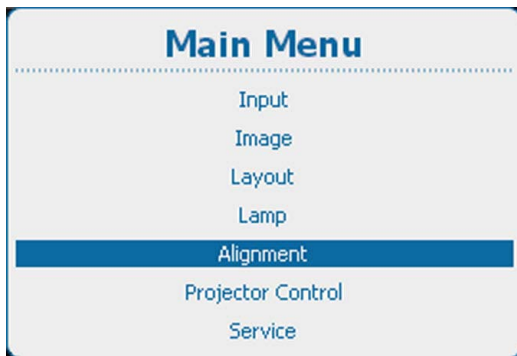 Main Menu
Input
Image
Layout
Lamp
Alignment
Projector Control
Service